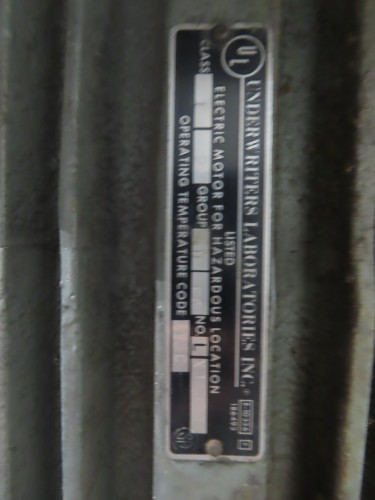 UL
UNDERWRITERS LABORATORIES INC.®
LISTED
ELECTRIC MOTOR FOR HAZARDOUS LOCATION
CLASS GROUP NO.
OPERATING TEMPERATURE CODE